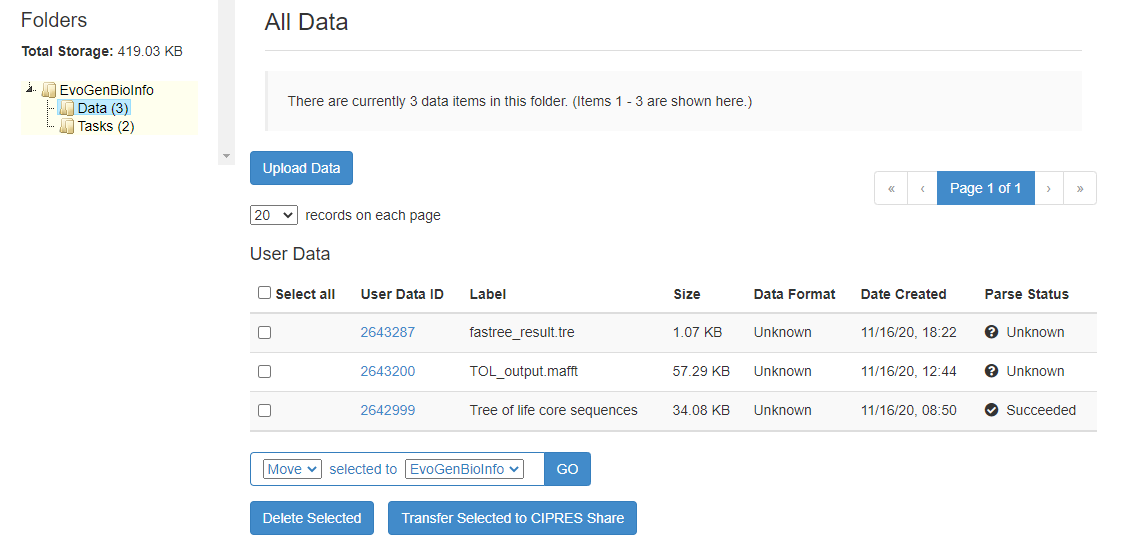 Folders
Total Storage: 419.03 KB
EvoGenBioInfo
Data (3)
Tasks (2)
All Data
There are currently 3 data items in this folder. (Items 1 - 3 are shown here.)
Upload Data
« ‹ Page 1 of 1 › »
20 records on each page
User Data
Select all User Data ID Label Size Data Format Date Created Parse Status
2643287 fastree_result.tre 1.07 KB Unknown 11/16/20, 18:22 Unknown
2643200 TOL_output.mafft 57.29 KB Unknown 11/16/20, 12:44 Unknown
2642999 Tree of life core sequences 34.08 KB Unknown 11/16/20, 08:50 Succeeded
Move selected to EvoGenBioInfo GO
Delete Selected Transfer Selected to CIPRES Share